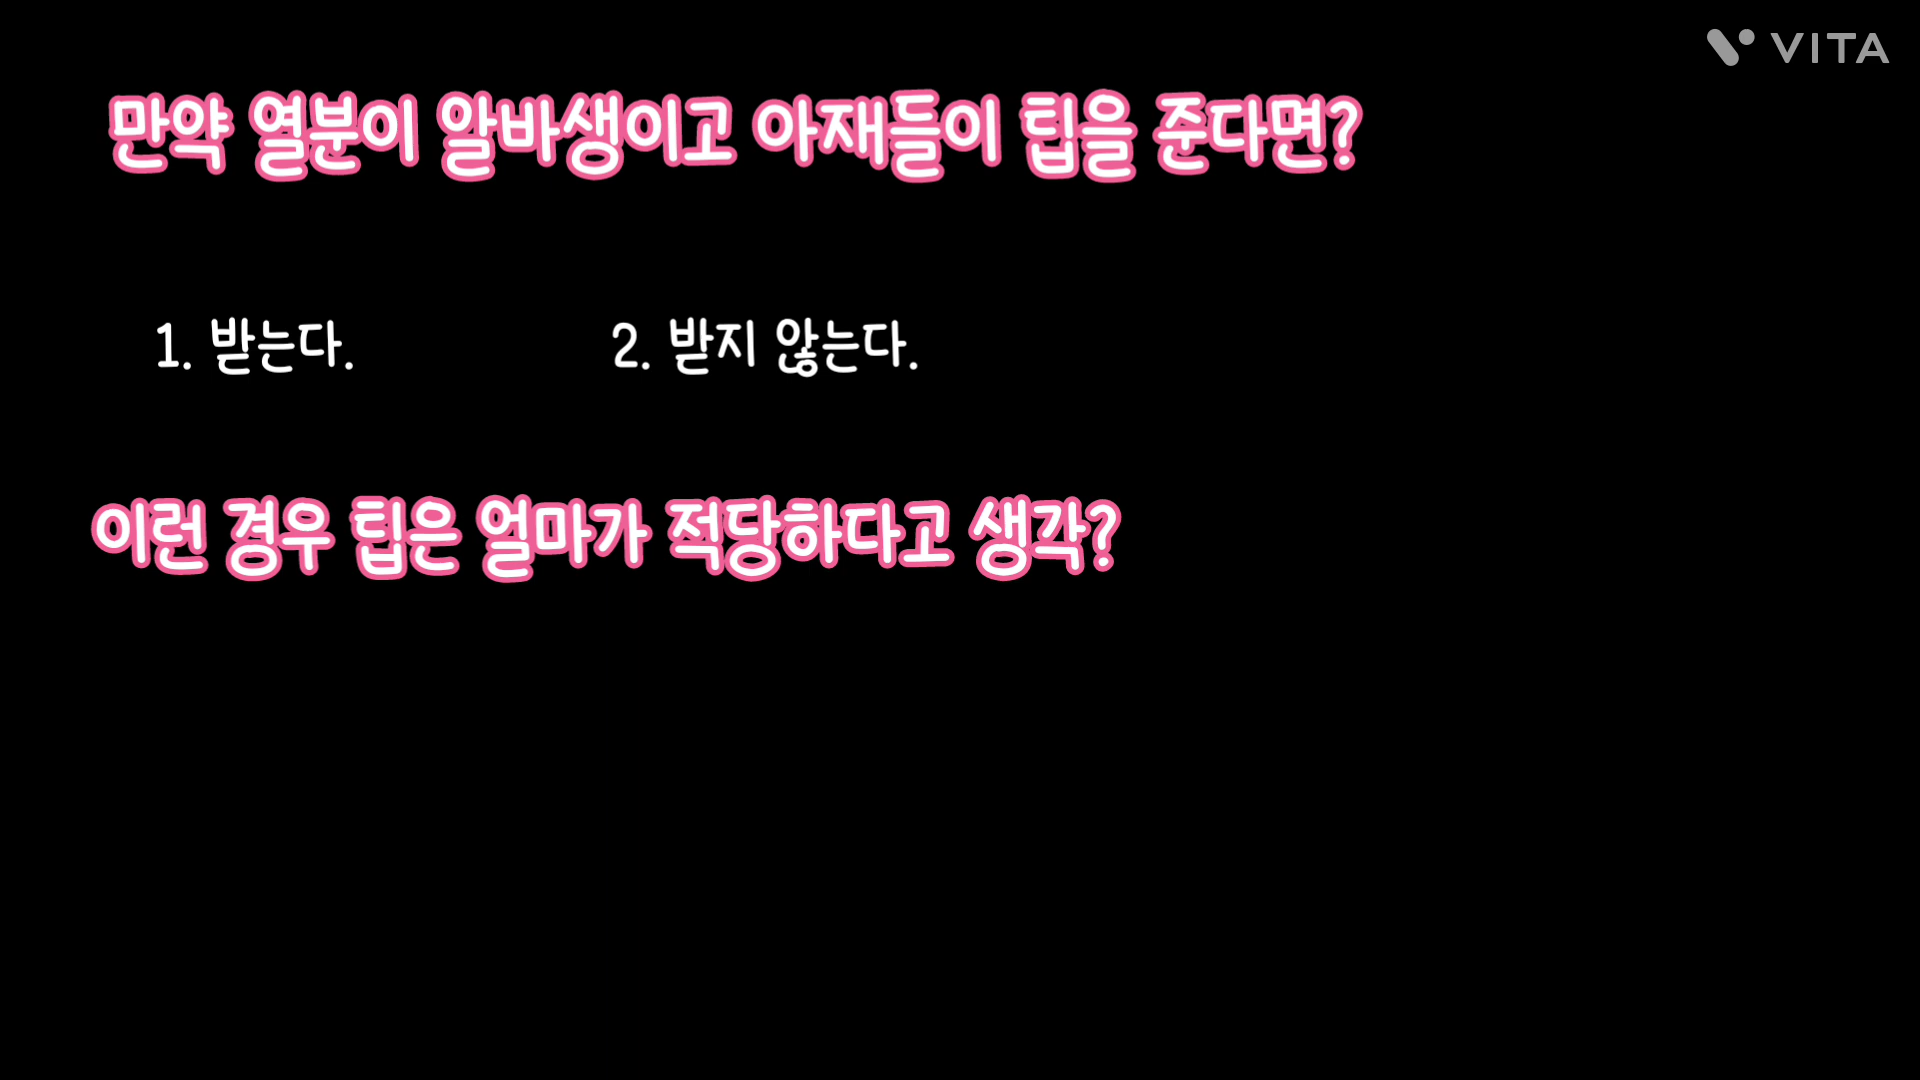 VITA
만약 열분이 알바생이고 아재들이 팁을 준다면?
1. 받는다. 2. 받지 않는다.
이런 경우 팁은 얼마가 적당하다고 생각?